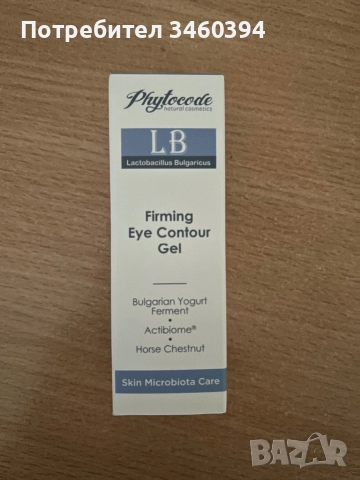 Потребител 3460394
Phytocode
natural cosmetics
LB
Lactobacillus Bulgaricus
Firming
Eye Contour
Gel
Bulgarian Yogurt
Ferment
•
Actibiome®
•
Horse Chestnut
Skin Microbiota Care
BAZAR